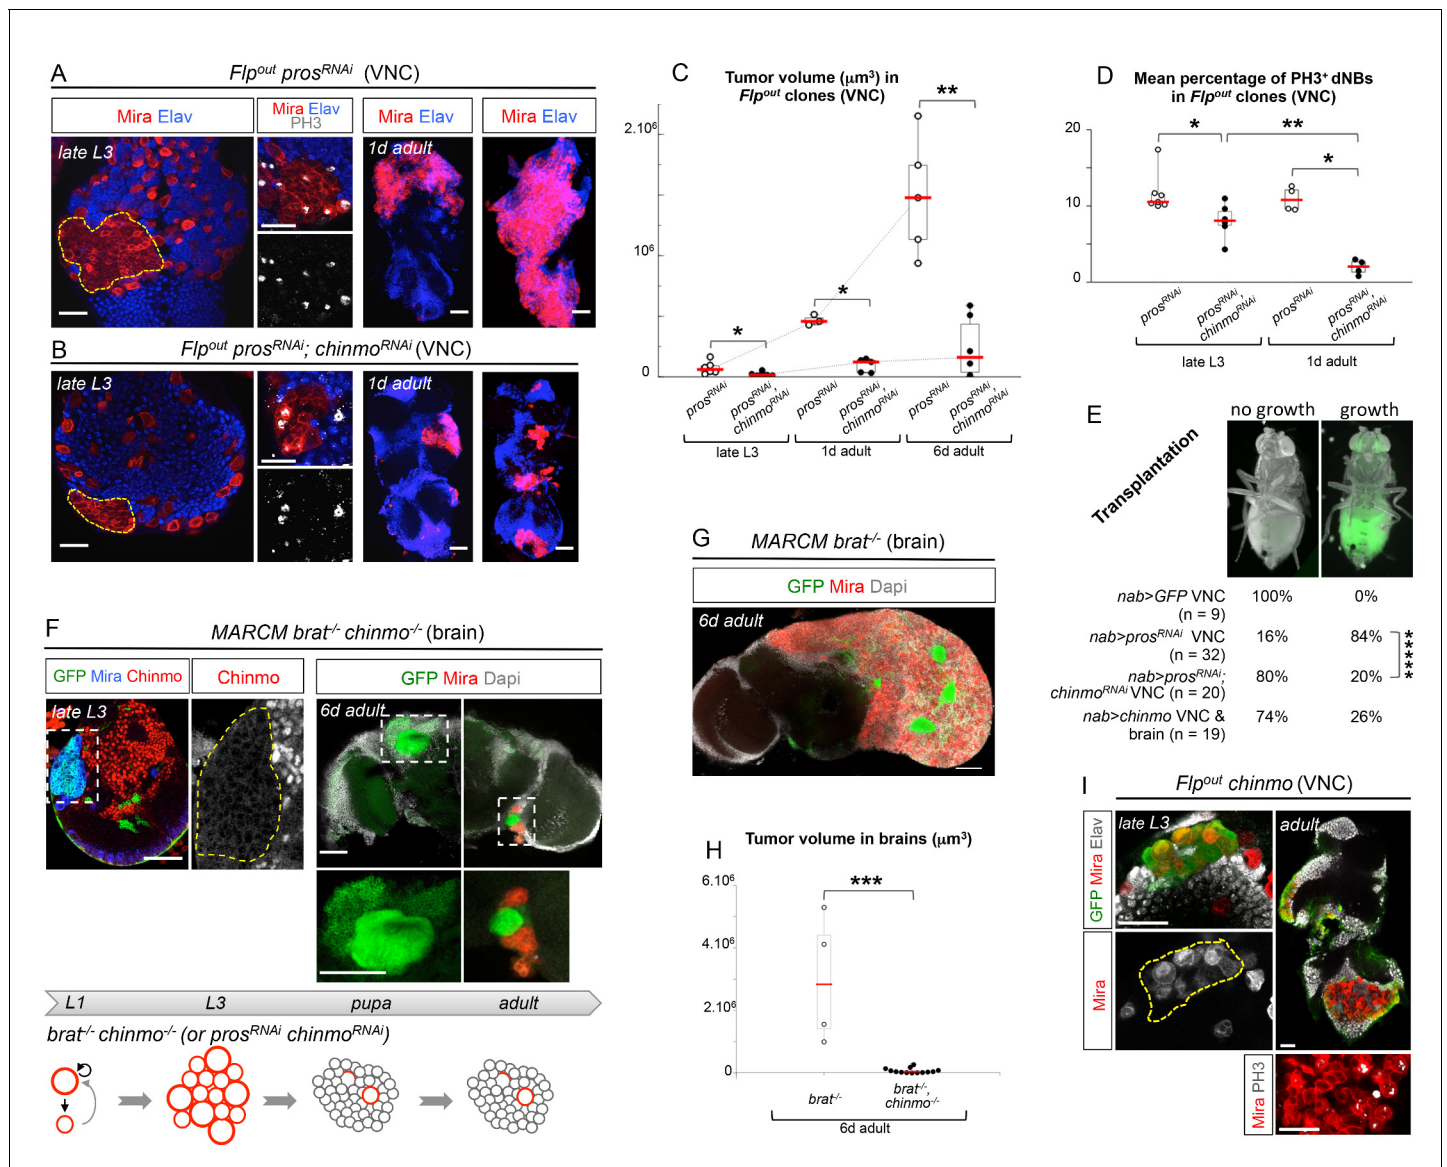 A
Flp^out pros^RNAi (VNC)
Mira Elav
Mira Elav
PH3
Mira Elav
Mira Elav
late L3
1d adult
B
Flp^out pros^RNAi; chinmo^RNAi (VNC)
late L3
1d adult
C
Tumor volume (μm³) in
Flp^out clones (VNC)
2.10⁶
10⁶
0
*
*
**
pros^RNAi
pros^RNAi,
chinmo^RNAi
pros^RNAi
pros^RNAi,
chinmo^RNAi
pros^RNAi
pros^RNAi,
chinmo^RNAi
late L3
1d adult
6d adult
D
Mean percentage of PH3⁺ dNBs
in Flp^out clones (VNC)
20
10
0
*
**
*
pros^RNAi
pros^RNAi,
chinmo^RNAi
pros^RNAi
pros^RNAi,
chinmo^RNAi
late L3
1d adult
E
Transplantation
no growth
growth
nab>GFP VNC
(n = 9)
100%
0%
nab>pros^RNAi VNC
(n = 32)
16%
84%
nab>pros^RNAi;
chinmo^RNAi VNC (n = 20)
80%
20%
*****
nab>chinmo VNC &
brain (n = 19)
74%
26%
F
MARCM brat^-/- chinmo^-/- (brain)
GFP Mira Chinmo
Chinmo
GFP Mira Dapi
late L3
6d adult
L1
L3
pupa
adult
brat^-/- chinmo^-/- (or pros^RNAi chinmo^RNAi)
G
MARCM brat^-/- (brain)
GFP Mira Dapi
6d adult
H
Tumor volume in brains (μm³)
6.10⁶
4.10⁶
2.10⁶
0
***
brat^-/-
brat^-/-,
chinmo^-/-
6d adult
I
Flp^out chinmo (VNC)
GFP Mira Elav
late L3
adult
Mira
Mira PH3